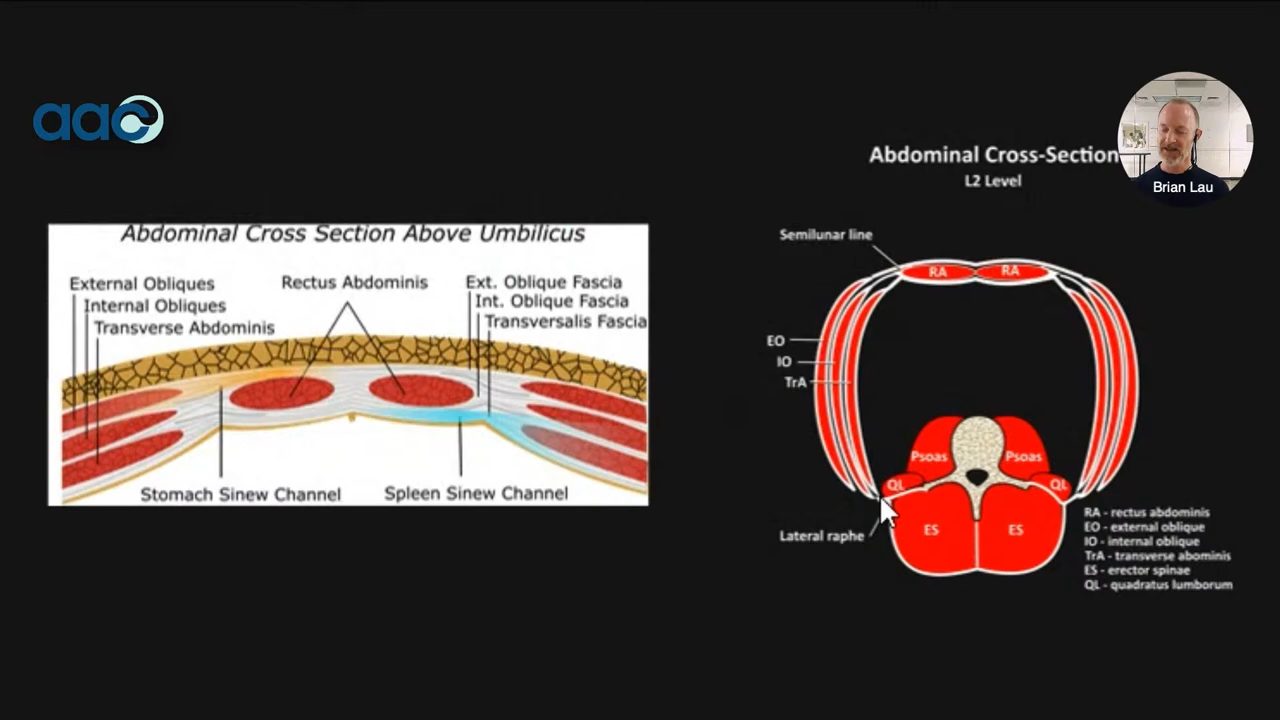 aac
Brian Lau
Abdominal Cross Section Above Umbilicus
External Obliques
Internal Obliques
Transverse Abdominis
Rectus Abdominis
Ext. Oblique Fascia
Int. Oblique Fascia
Transversalis Fascia
Stomach Sinew Channel
Spleen Sinew Channel
Abdominal Cross-Section
L2 Level
Semilunar line
RA
RA
EO
IO
TrA
Psoas
Psoas
QL
QL
ES
ES
Lateral raphe
RA - rectus abdominis
EO - external oblique
IO - internal oblique
TrA - transverse abominis
ES - erector spinae
QL - quadratus lumborum